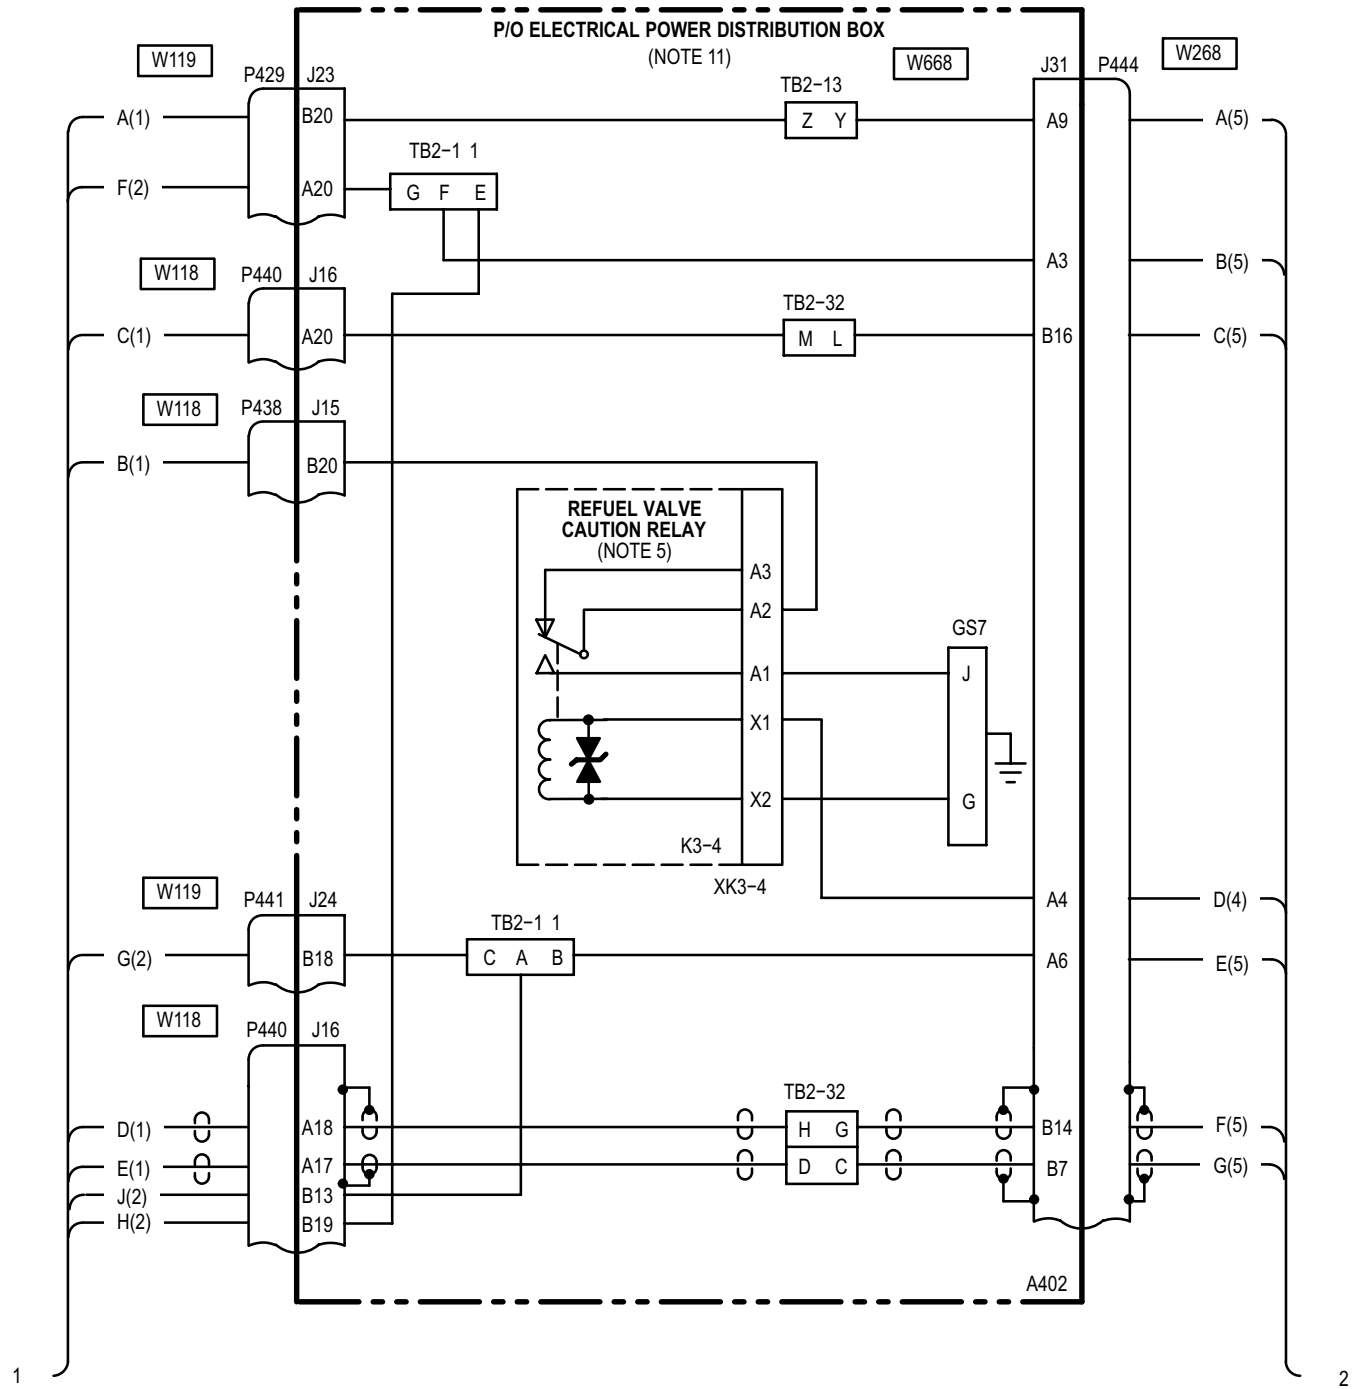 P/O ELECTRICAL POWER DISTRIBUTION BOX
(NOTE 11)
W119
W668
W268
P429 J23
J31 P444
TB2−13
A(1)
B20
Z Y
A9
A(5)
TB2−1 1
F(2)
A20
G F E
A3
B(5)
W118
P440 J16
TB2−32
C(1)
A20
M L
B16
C(5)
W118
P438 J15
B(1)
B20
REFUEL VALVE
CAUTION RELAY
(NOTE 5)
A3
A2
GS7
A1
J
X1
X2
G
K3−4
XK3−4
W119
P441 J24
A4
D(4)
TB2−1 1
G(2)
B18
C A B
A6
E(5)
W118
P440 J16
TB2−32
D(1)
A18
H G
B14
F(5)
E(1)
A17
D C
B7
G(5)
J(2)
B13
H(2)
B19
A402
1
2